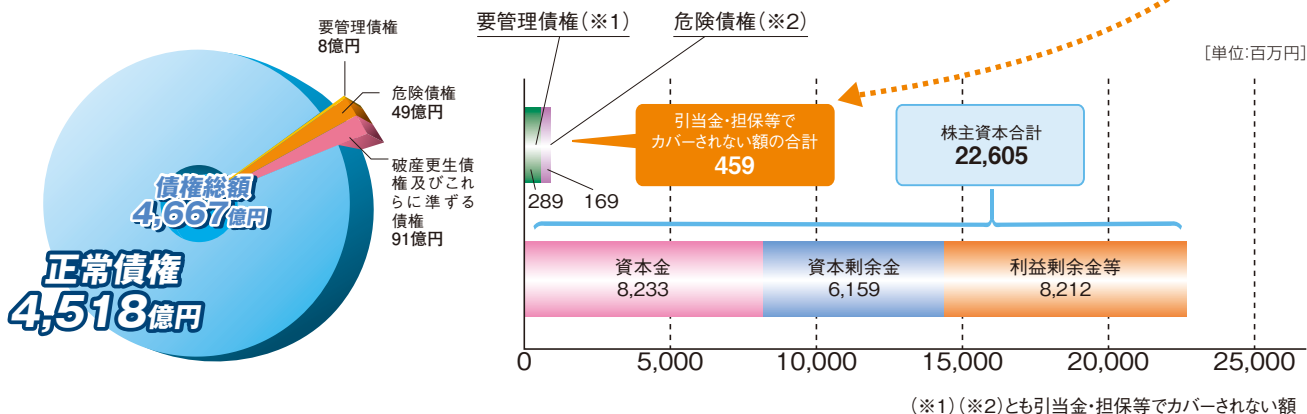 要管理債権
8億円
危険債権
49億円
破産更生債
権及びこれ
らに準ずる
債権
91億円
債権総額
4,667億円
正常債権
4,518億円
要管理債権(※1)
危険債権(※2)
[単位:百万円]
引当金・担保等で
カバーされない額の合計
459
株主資本合計
22,605
289
169
資本金
8,233
資本剰余金
6,159
利益剰余金等
8,212
0
5,000
10,000
15,000
20,000
25,000
(※1)(※2)とも引当金・担保等でカバーされない額